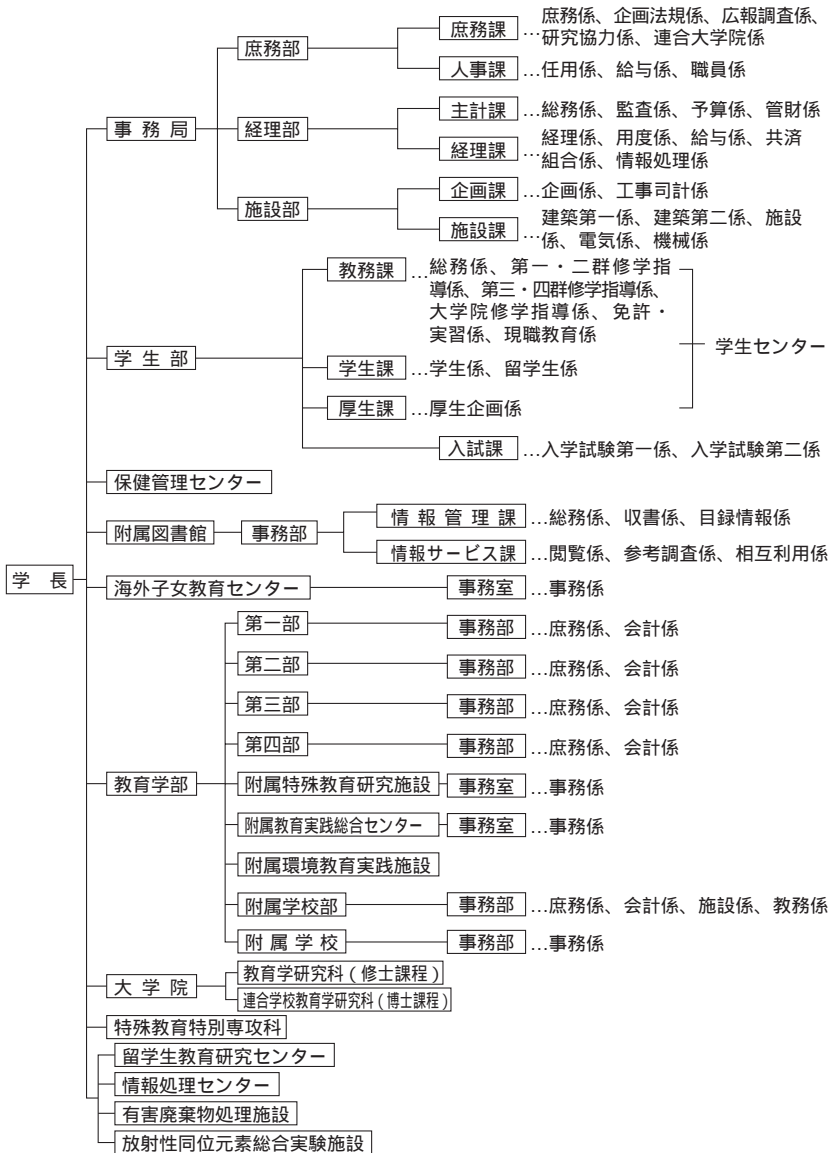 庶務係、企画法規係、広報調査係、
庶務課 …研究協力係、連合大学院係
庶務部
人事課 …任用係、給与係、職員係
主計課 …総務係、監査係、予算係、管財係
事務局 経理部
経理係、用度係、給与係、共済
経理課 …組合係、情報処理係
企画課 …企画係、工事司計係
施設部
建築第一係、建築第二係、施設
施設課 …係、電気係、機械係
教務課 …総務係、第一・二群修学指
導係、第三・四群修学指導係、
大学院修学指導係、免許・
実習係、現職教育係
学生部
学生センター
学生課 …学生係、留学生係
厚生課 …厚生企画係
入試課 …入学試験第一係、入学試験第二係
保健管理センター
情報管理課 …総務係、収書係、目録情報係
附属図書館 事務部
情報サービス課 …閲覧係、参考調査係、相互利用係
学 長
海外子女教育センター 事務室 …事務係
第一部 事務部 …庶務係、会計係
第二部 事務部 …庶務係、会計係
第三部 事務部 …庶務係、会計係
第四部 事務部 …庶務係、会計係
教育学部 附属特殊教育研究施設 事務室 …事務係
附属教育実践総合センター 事務室 …事務係
附属環境教育実践施設
附属学校部 事務部 …庶務係、会計係、施設係、教務係
附属学校 事務部 …事務係
教育学研究科(修士課程)
大学院
連合学校教育学研究科(博士課程)
特殊教育特別専攻科
留学生教育研究センター
情報処理センター
有害廃棄物処理施設
放射性同位元素総合実験施設